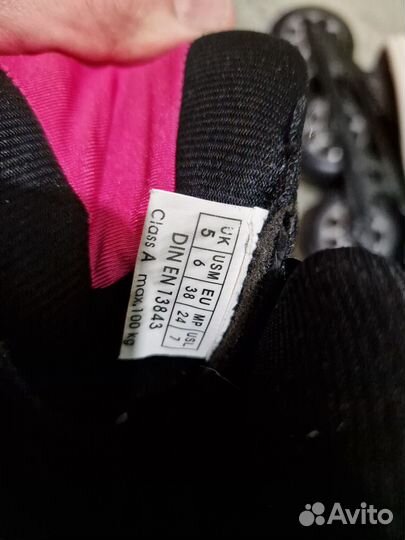 UK USM EU MP USL
5 6 38 24 7
DIN EN 13843
Class A max. 100 kg
Avito